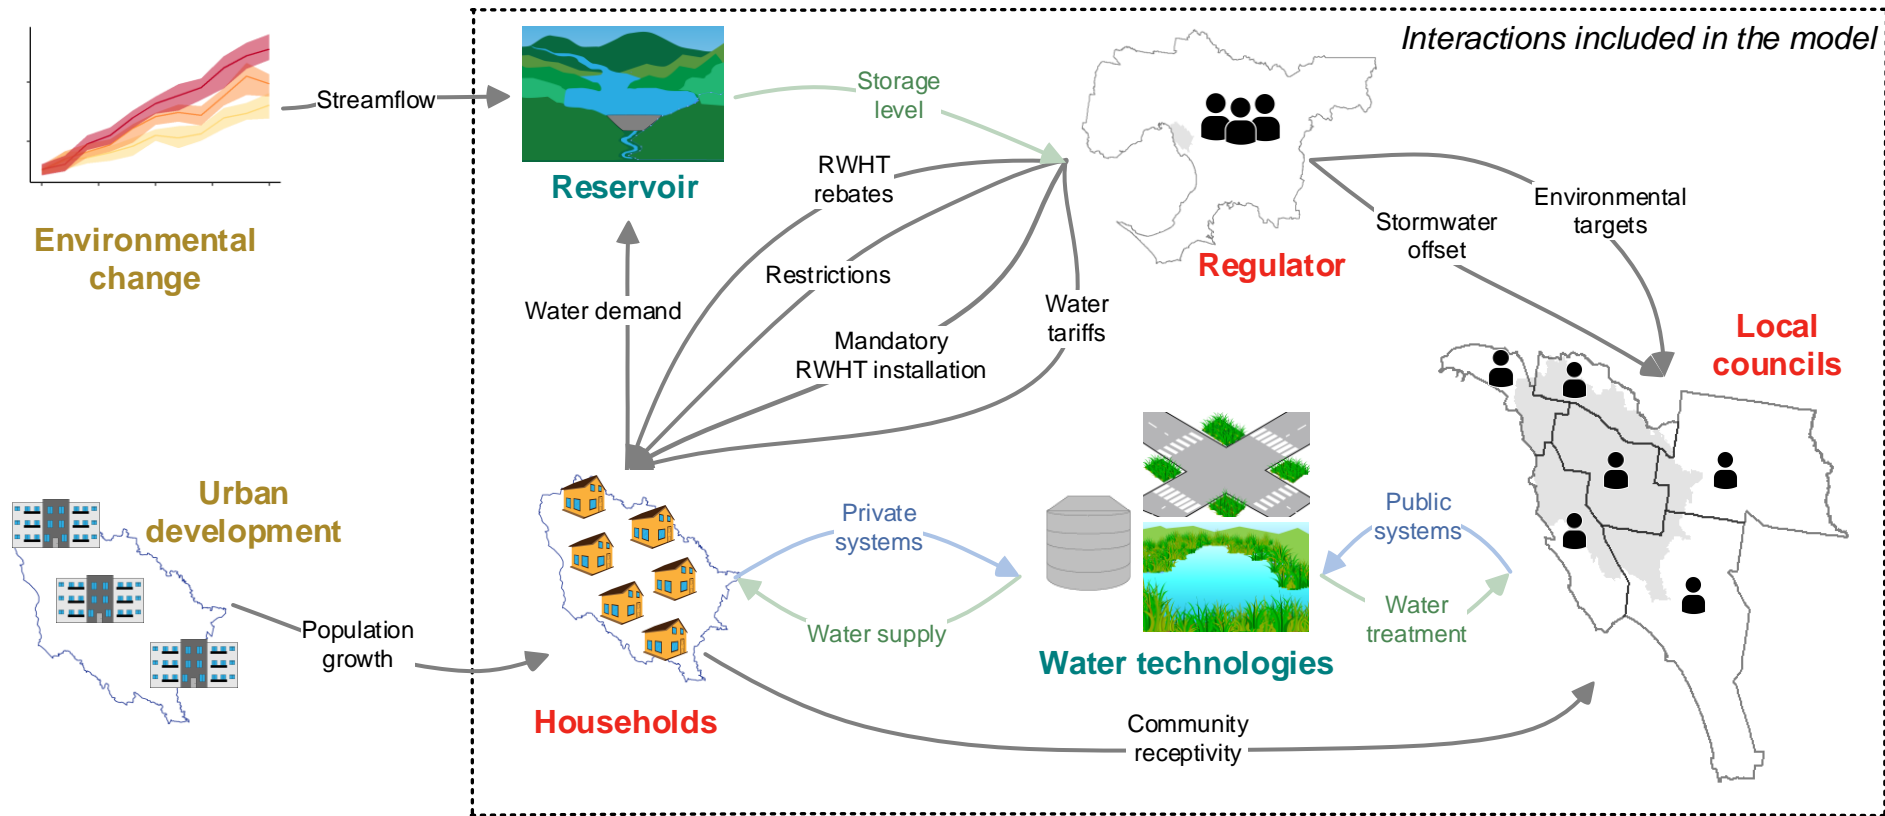 Interactions included in the model
Streamflow
Storage
level
Environmental
change
Reservoir
RWHT
rebates
Restrictions
Mandatory
RWHT installation
Water
tariffs
Water demand
Regulator
Stormwater
offset
Environmental
targets
Local
councils
Urban
development
Population
growth
Households
Private
systems
Water supply
Water technologies
Public
systems
Water
treatment
Community
receptivity